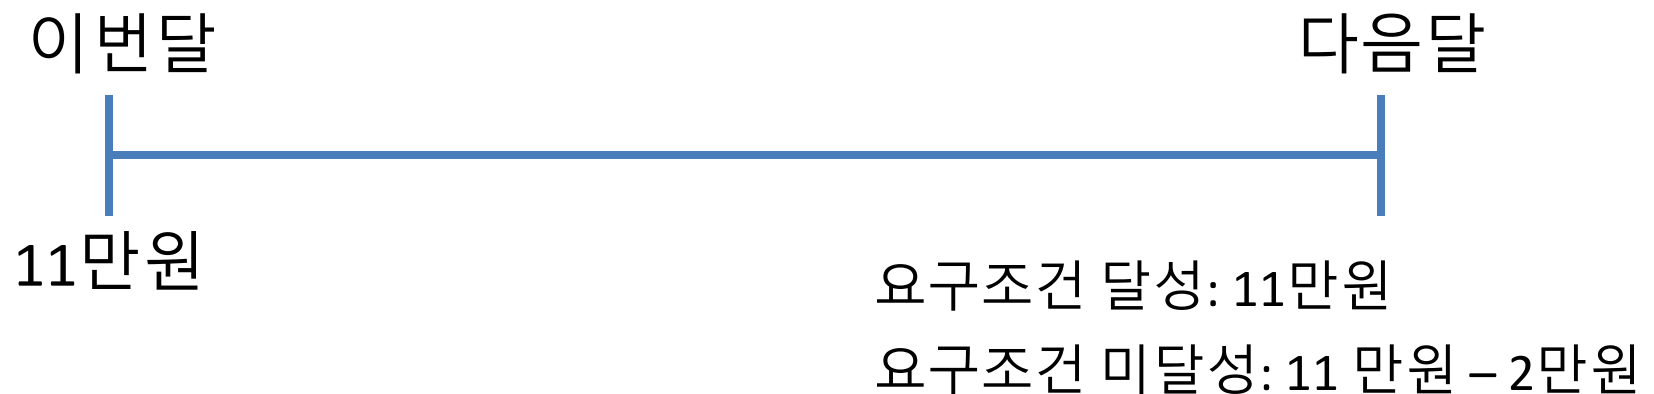 이번달
다음달
11만원
요구조건 달성: 11만원
요구조건 미달성: 11 만원 – 2만원